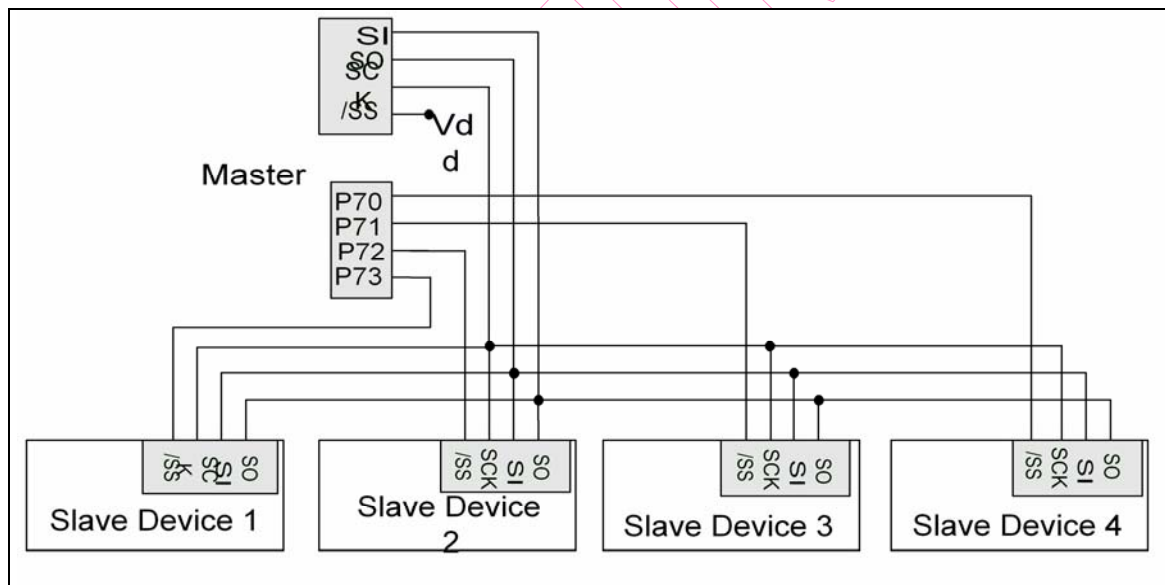 SI
SO
SC
K
/SS
Vd
d
Master
P70
P71
P72
P73
/SS
SC
K
SI
SO
/SS
SCK
SI
SO
/SS
SCK
SI
SO
/SS
SCK
SI
SO
Slave Device 1
Slave Device
2
Slave Device 3
Slave Device 4